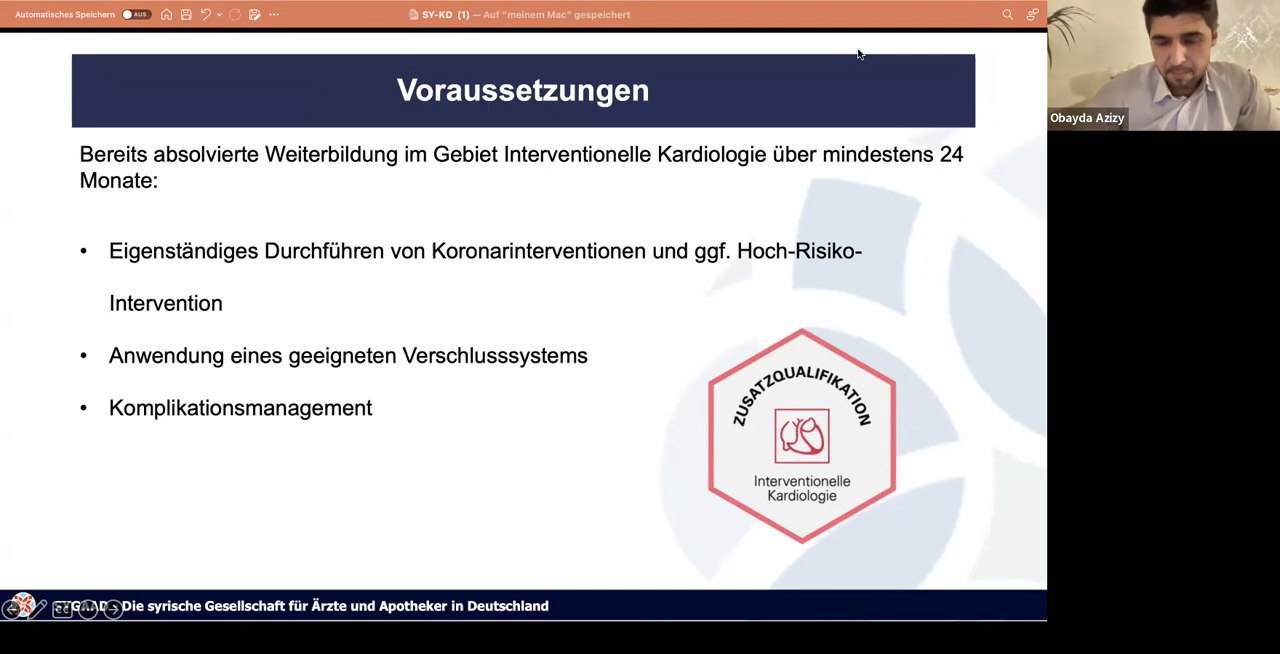 Automatisches Speichern AUS
SY-KD (1) — Auf "meinem Mac" gespeichert
Obayda Azizy
Voraussetzungen
Bereits absolvierte Weiterbildung im Gebiet Interventionelle Kardiologie über mindestens 24
Monate:
• Eigenständiges Durchführen von Koronarinterventionen und ggf. Hoch-Risiko-
Intervention
• Anwendung eines geeigneten Verschlusssystems
• Komplikationsmanagement
ZUSATZQUALIFIKATION
Interventionelle
Kardiologie
Die syrische Gesellschaft für Ärzte und Apotheker in Deutschland